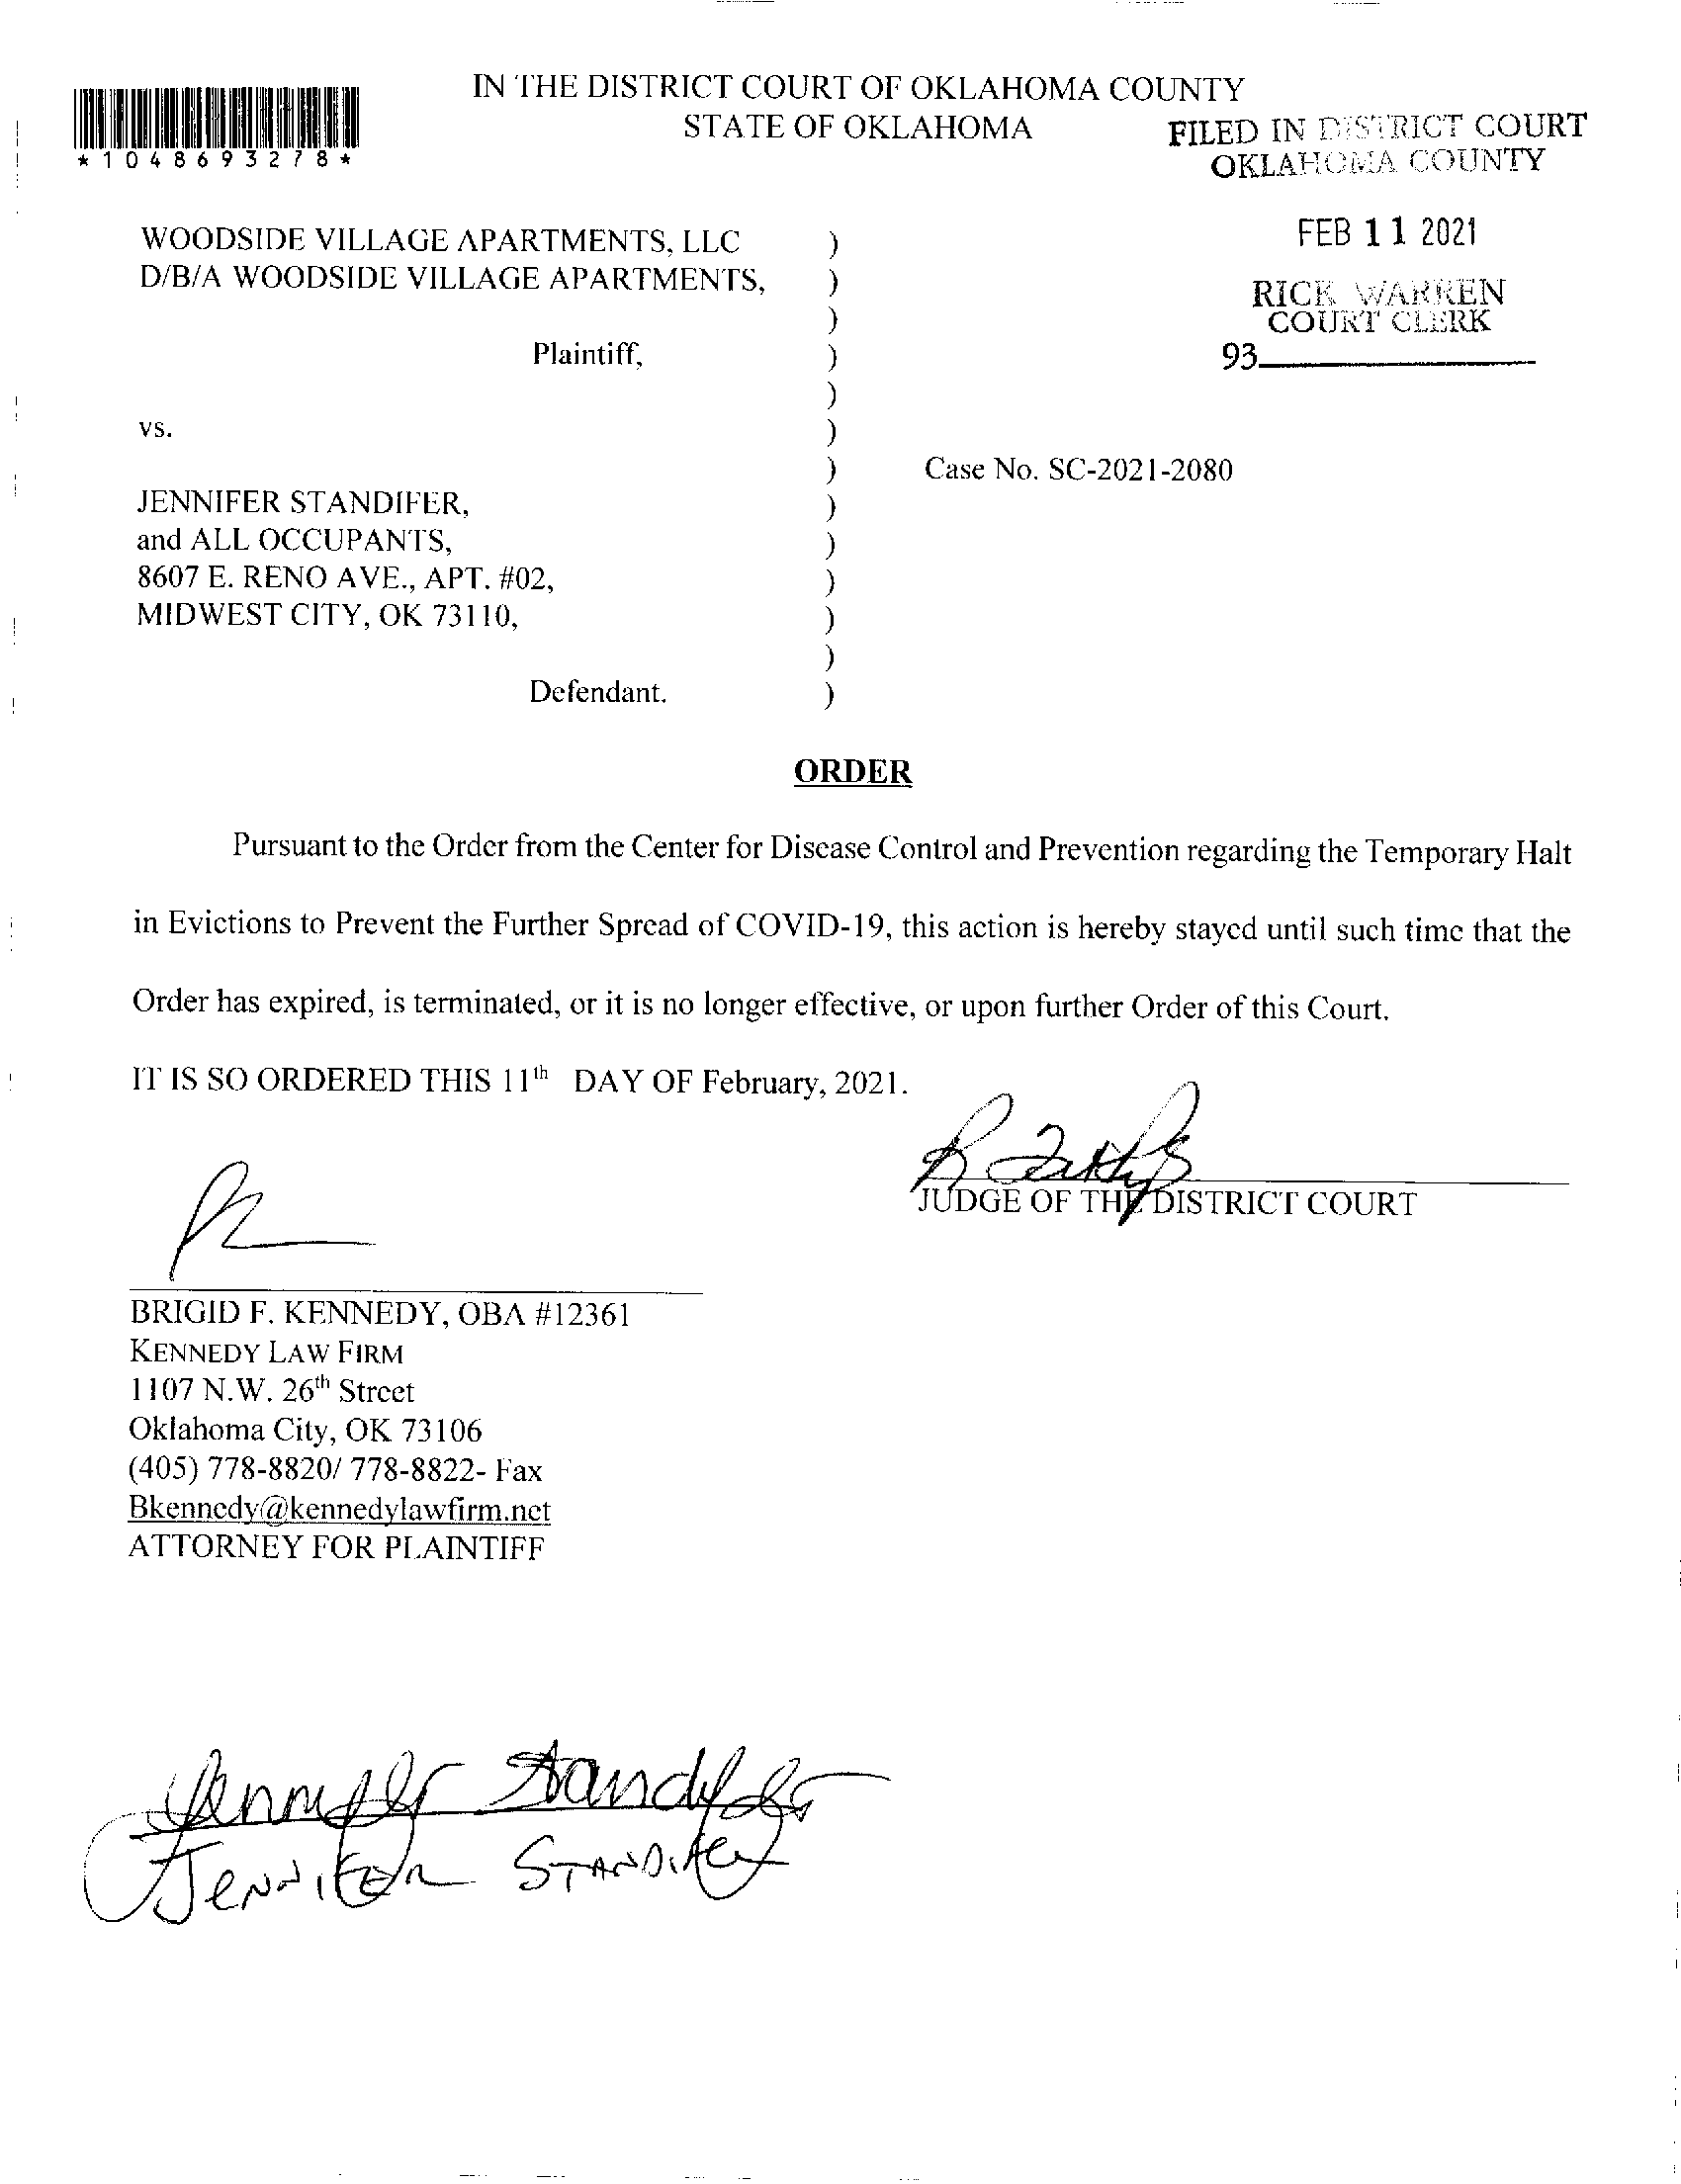 IN THE DISTRICT COURT OF OKLAHOMA COUNTY
STATE OF OKLAHOMA
*1048693278*
FILED IN DISTRICT COURT
OKLAHOMA COUNTY
FEB 11 2021
RICK WARREN
COURT CLERK
93
WOODSIDE VILLAGE APARTMENTS, LLC )
D/B/A WOODSIDE VILLAGE APARTMENTS, )
)
Plaintiff, )
)
vs. )
) Case No. SC-2021-2080
JENNIFER STANDIFER, )
and ALL OCCUPANTS, )
8607 E. RENO AVE., APT. #02, )
MIDWEST CITY, OK 73110, )
)
Defendant. )
ORDER
Pursuant to the Order from the Center for Disease Control and Prevention regarding the Temporary Halt
in Evictions to Prevent the Further Spread of COVID-19, this action is hereby stayed until such time that the
Order has expired, is terminated, or it is no longer effective, or upon further Order of this Court.
IT IS SO ORDERED THIS 11th DAY OF February, 2021.
JUDGE OF THE DISTRICT COURT
BRIGID F. KENNEDY, OBA #12361
KENNEDY LAW FIRM
1107 N.W. 26th Street
Oklahoma City, OK 73106
(405) 778-8820/ 778-8822- Fax
Bkennedy@kennedylawfirm.net
ATTORNEY FOR PLAINTIFF
Jennifer Standifer
JENNIFER STANDIFER